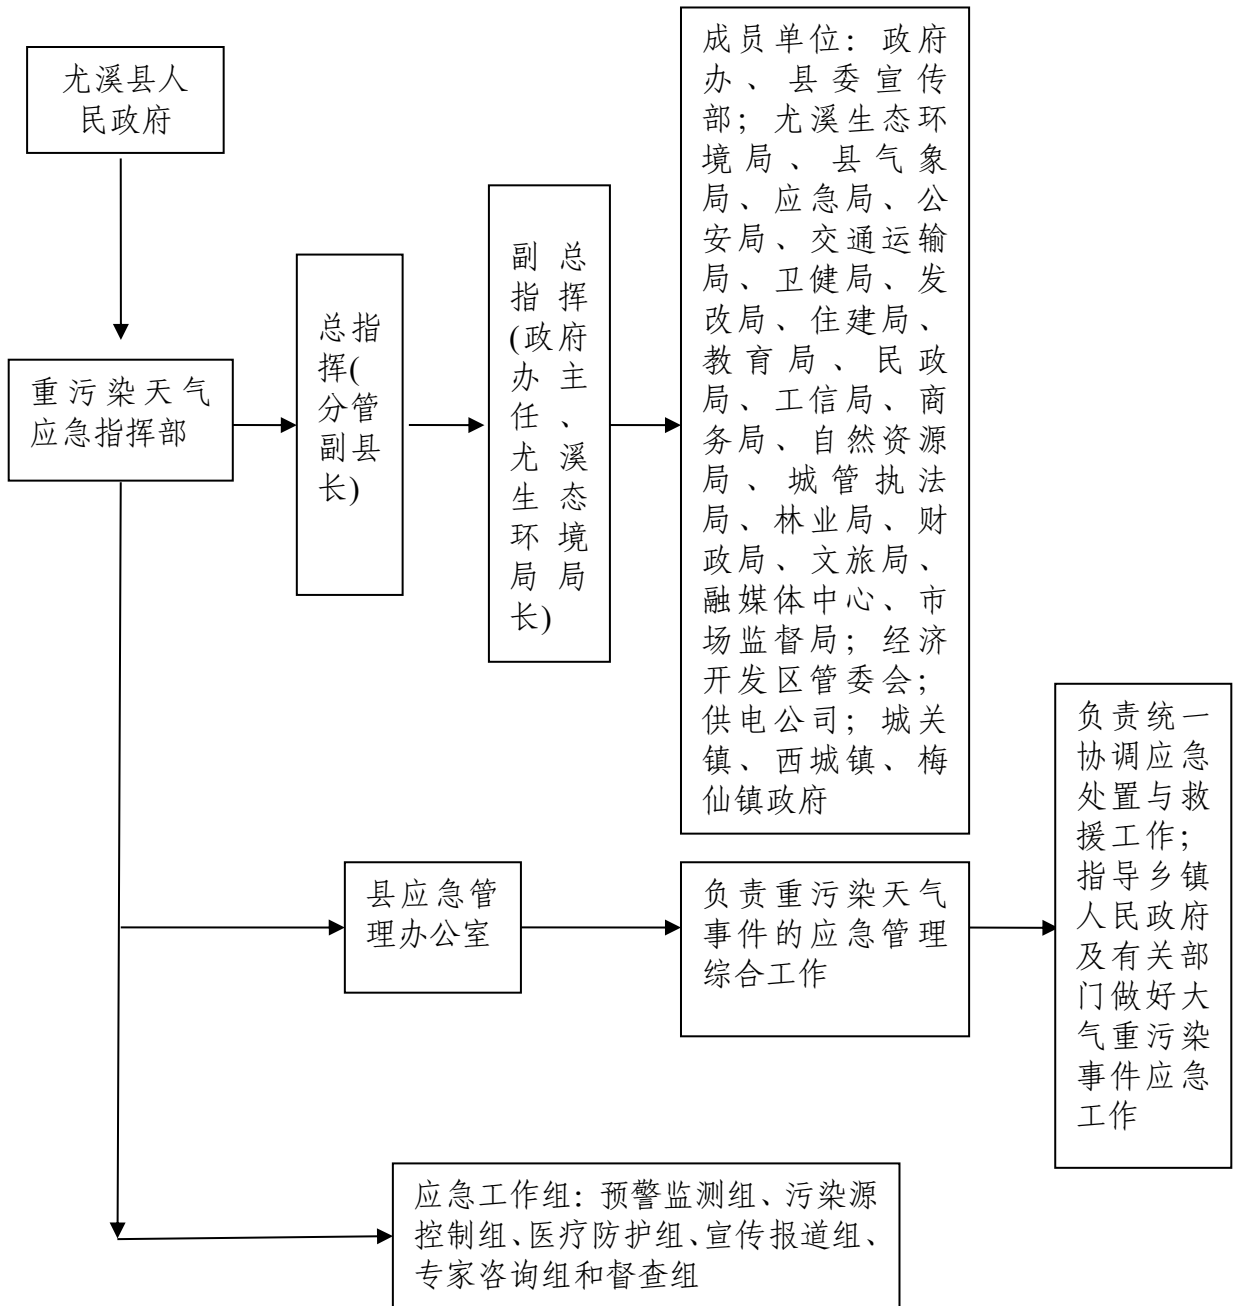 尤溪县人
民政府
重污染天气
应急指挥部
总指
挥(
分管
副县
长)
副总
指挥
(政府
办主
任、
尤溪
生态
环境
局局
长)
成员单位：政府
办、县委宣传
部；尤溪生态环
境局、县气象
局、应急局、公
安局、交通运输
局、卫健局、发
改局、住建局、
教育局、民政
局、工信局、商
务局、自然资源
局、城管执法
局、林业局、财
政局、文旅局、
融媒体中心、市
场监督局；经济
开发区管委会；
供电公司；城关
镇、西城镇、梅
仙镇政府
县应急管
理办公室
负责重污染天气
事件的应急管理
综合工作
负责统一
协调应急
处置与救
援工作；
指导乡镇
人民政府
及有关部
门做好大
气重污染
事件应急
工作
应急工作组：预警监测组、污染源
控制组、医疗防护组、宣传报道组、
专家咨询组和督查组